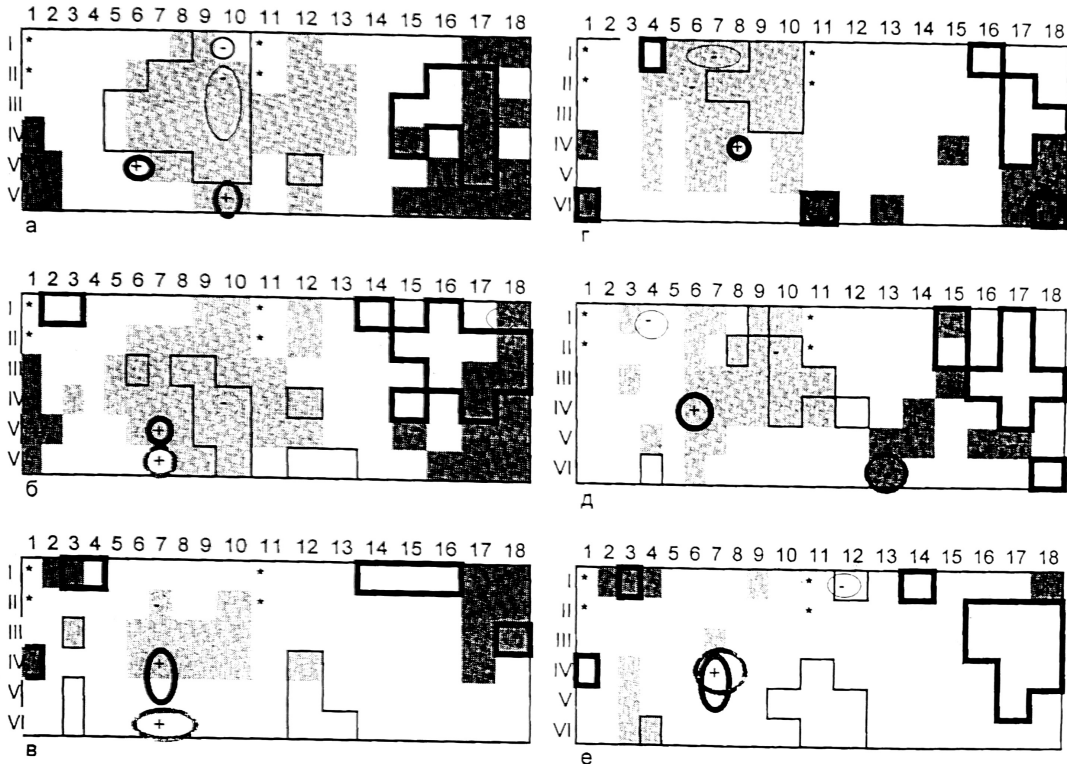 1 2 3 4 5 6 7 8 9 10 11 12 13 14 15 16 17 18
I * - *
II * - *
III
IV
V +
V +
а
1 2 3 4 5 6 7 8 9 10 11 12 13 14 15 16 17 18
I * - *
II * - *
III
IV +
V
VI
г
1 2 3 4 5 6 7 8 9 10 11 12 13 14 15 16 17 18
I * *
II * *
III
IV -
V +
V +
б
1 2 3 4 5 6 7 8 9 10 11 12 13 14 15 16 17 18
I * - *
II * - *
III
IV +
V
VI
д
1 2 3 4 5 6 7 8 9 10 11 12 13 14 15 16 17 18
I * *
II * - *
III
IV +
V
VI +
в
1 2 3 4 5 6 7 8 9 10 11 12 13 14 15 16 17 18
I * * -
II * *
III
IV +
V
VI
е